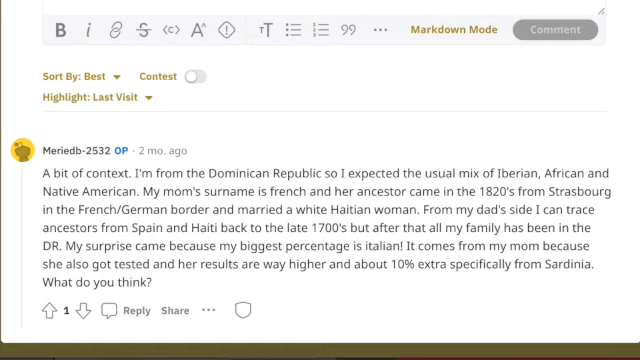 B i <c> A^ TT 99 ... Markdown Mode Comment
Sort By: Best Contest
Highlight: Last Visit
Meriedb-2532 OP · 2 mo. ago
A bit of context. I'm from the Dominican Republic so I expected the usual mix of Iberian, African and
Native American. My mom's surname is french and her ancestor came in the 1820's from Strasbourg
in the French/German border and married a white Haitian woman. From my dad's side I can trace
ancestors from Spain and Haiti back to the late 1700's but after that all my family has been in the
DR. My surprise came because my biggest percentage is italian! It comes from my mom because
she also got tested and her results are way higher and about 10% extra specifically from Sardinia.
What do you think?
1 Reply Share ...